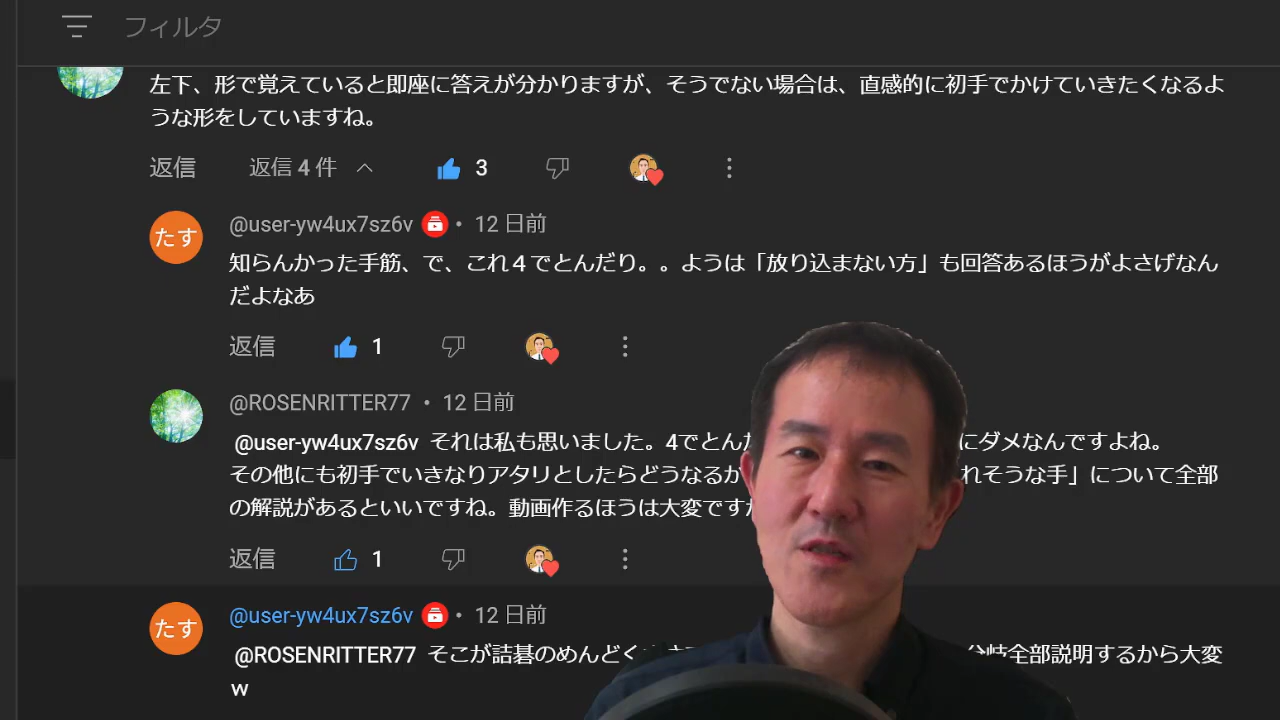 フィルタ
左下、形で覚えていると即座に答えが分かりますが、そうでない場合は、直感的に初手でかけていきたくなるよ
うな形をしていますね。
返信 返信 4 件 3
たす @user-yw4ux7sz6v • 12 日前
知らんかった手筋、で、これ４でとんだり。。ようは「放り込まない方」も回答あるほうがよさげなん
だよなあ
返信 1
@ROSENRITTER77 • 12 日前
@user-yw4ux7sz6v それは私も思いました。4でとん にダメなんですよね。
その他にも初手でいきなりアタリとしたらどうなるか れそうな手」について全部
の解説があるといいですね。動画作るほうは大変です
返信 1
たす @user-yw4ux7sz6v • 12 日前
@ROSENRITTER77 そこが詰碁のめんどく 分岐全部説明するから大変
w